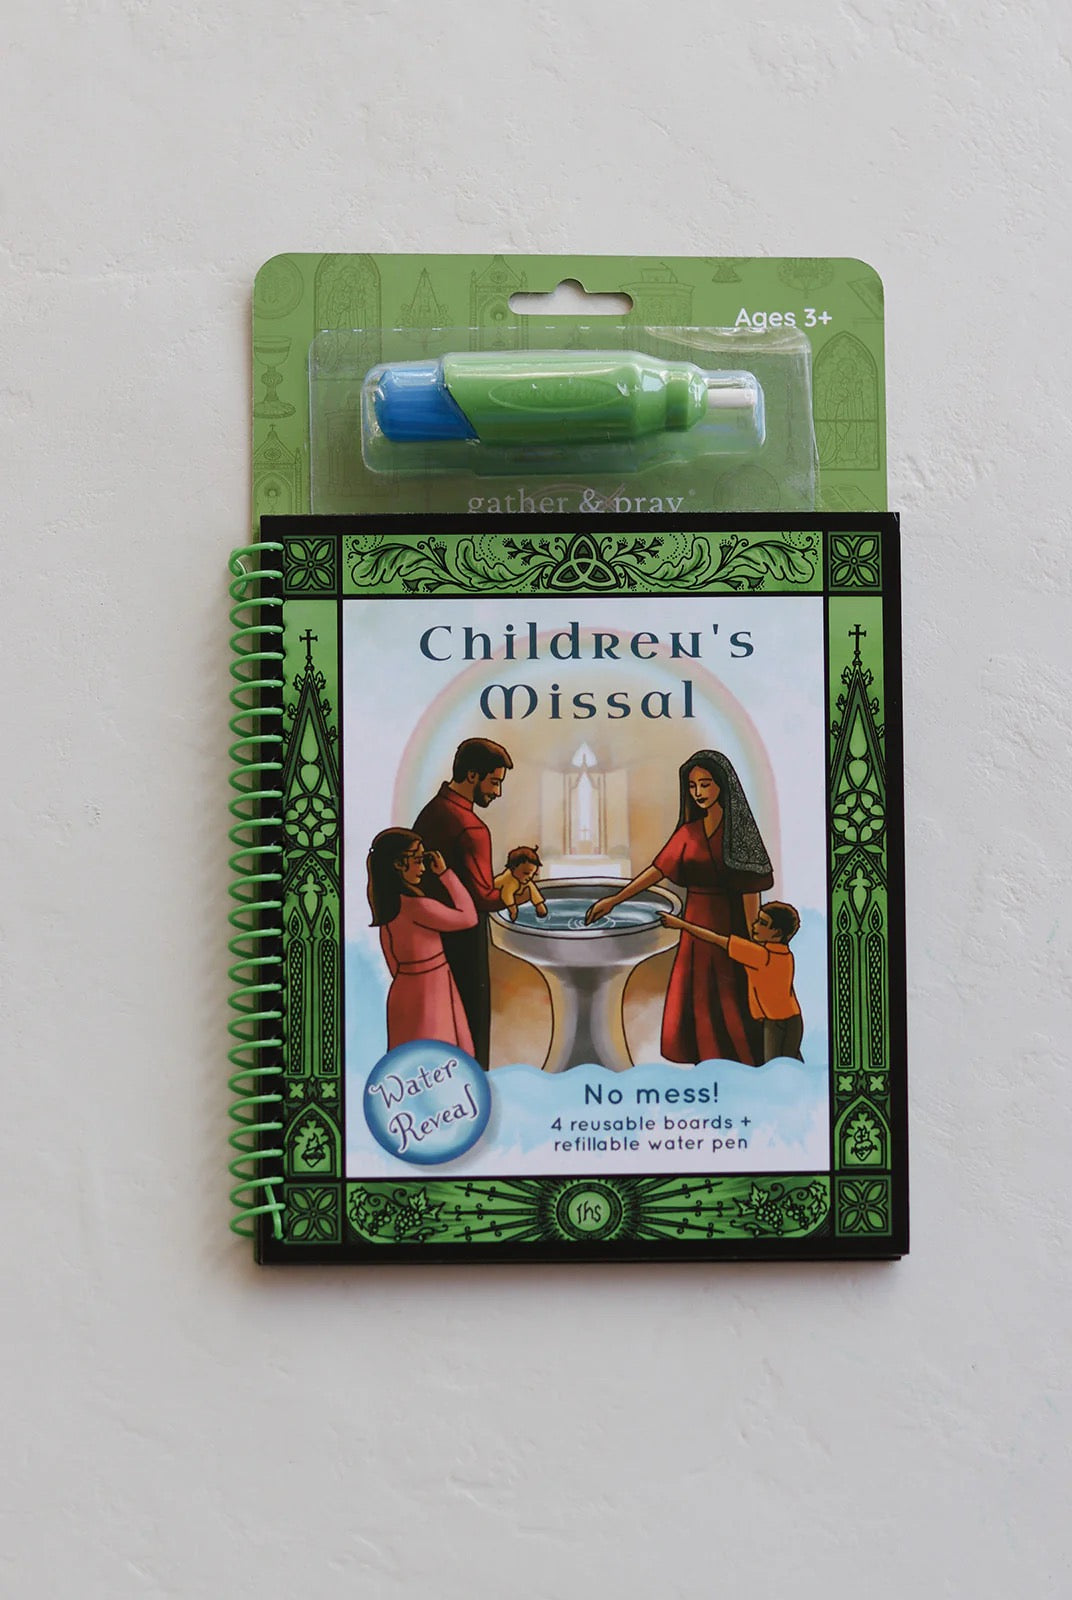 Ages 3+
gather & pray®
Children's
Missal
Water
Reveal
No mess!
4 reusable boards +
refillable water pen
Ihs